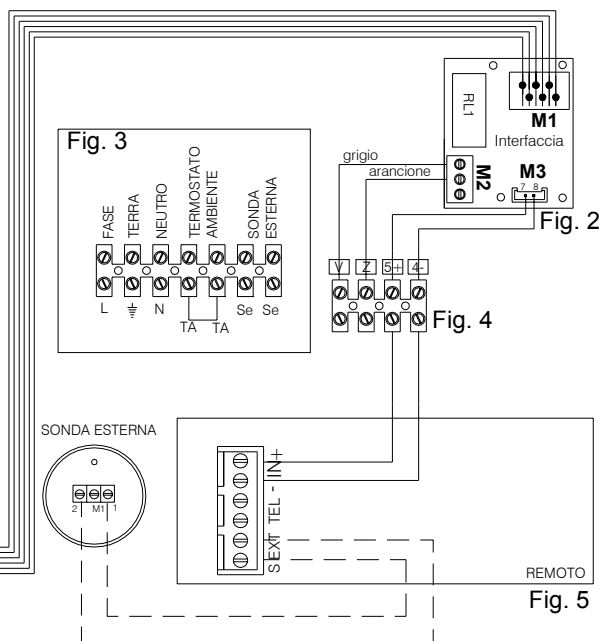 RL1
M1
Interfaccia
M2
M3
7 8
Fig. 2
grigio
arancione
Fig. 3
FASE
TERRA
NEUTRO
TERMOSTATO
AMBIENTE
SONDA
ESTERNA
L N TA TA Se Se
V Z 5+ 4-
Fig. 4
SONDA ESTERNA
2 M1 1
S EXT TEL - IN+
REMOTO
Fig. 5